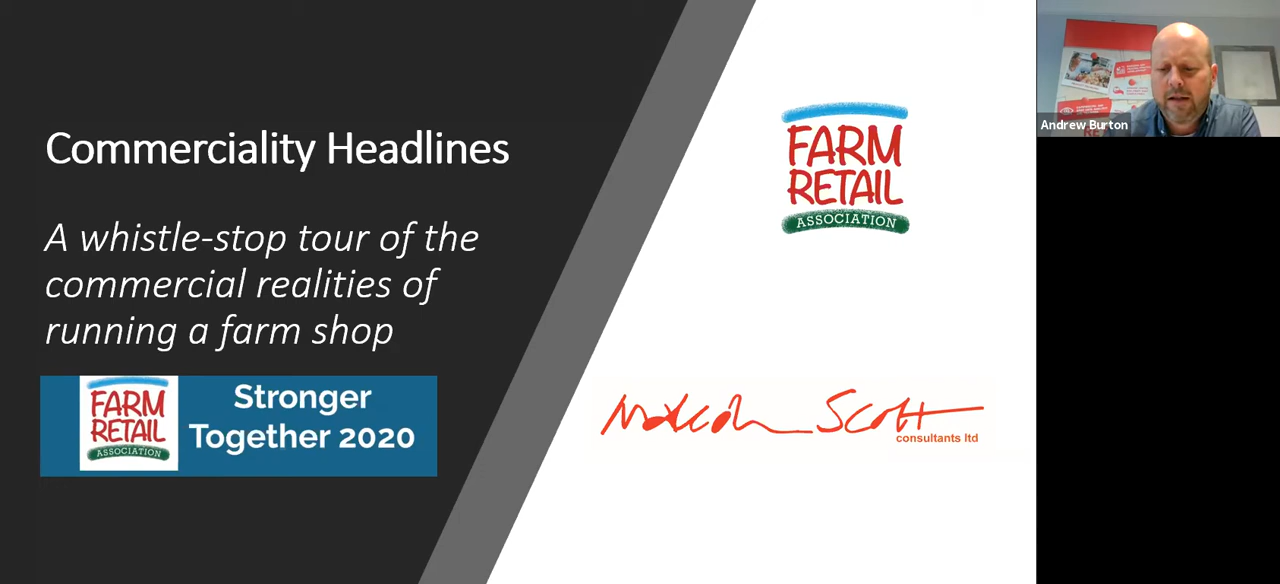 Commerciality Headlines
A whistle-stop tour of the
commercial realities of
running a farm shop
FARM
RETAIL
ASSOCIATION
Stronger
Together 2020
FARM
RETAIL
ASSOCIATION
Malcolm Scott
consultants ltd
Andrew Burton